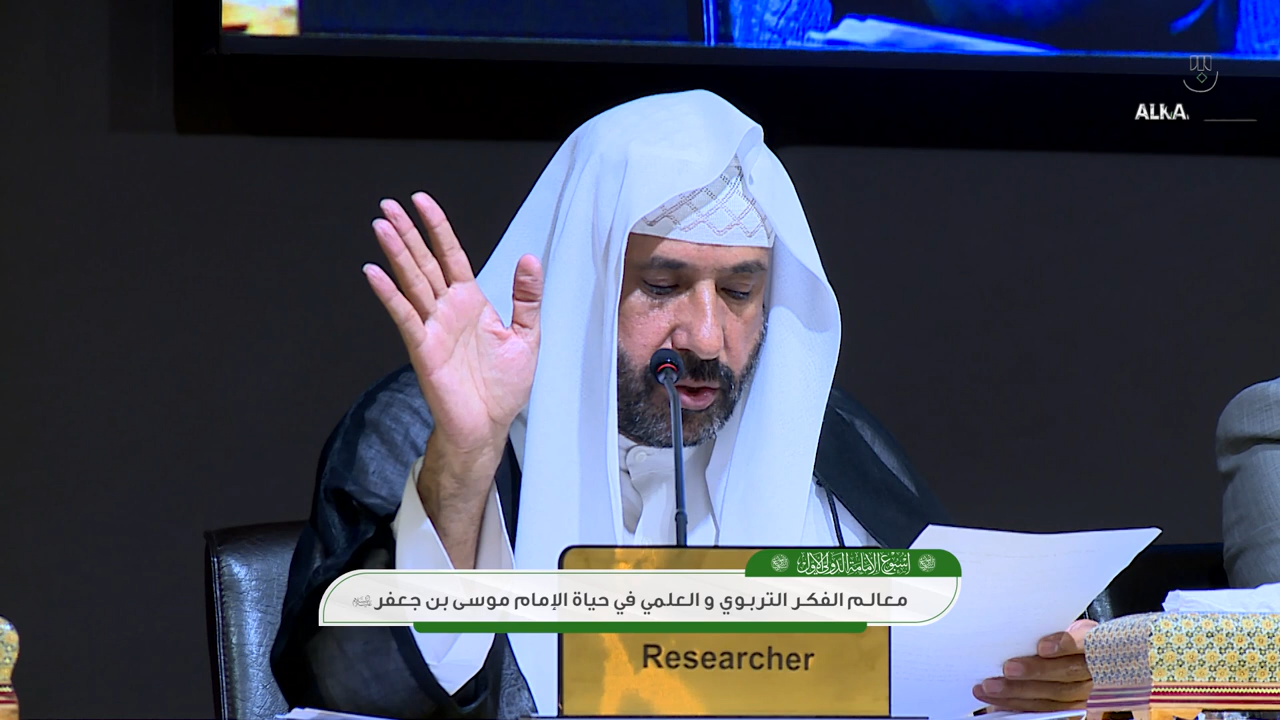 ALKA
أسبوع الإمامة الدولي الأول
معالم الفكر التربوي و العلمي في حياة الإمام موسى بن جعفر
Researcher